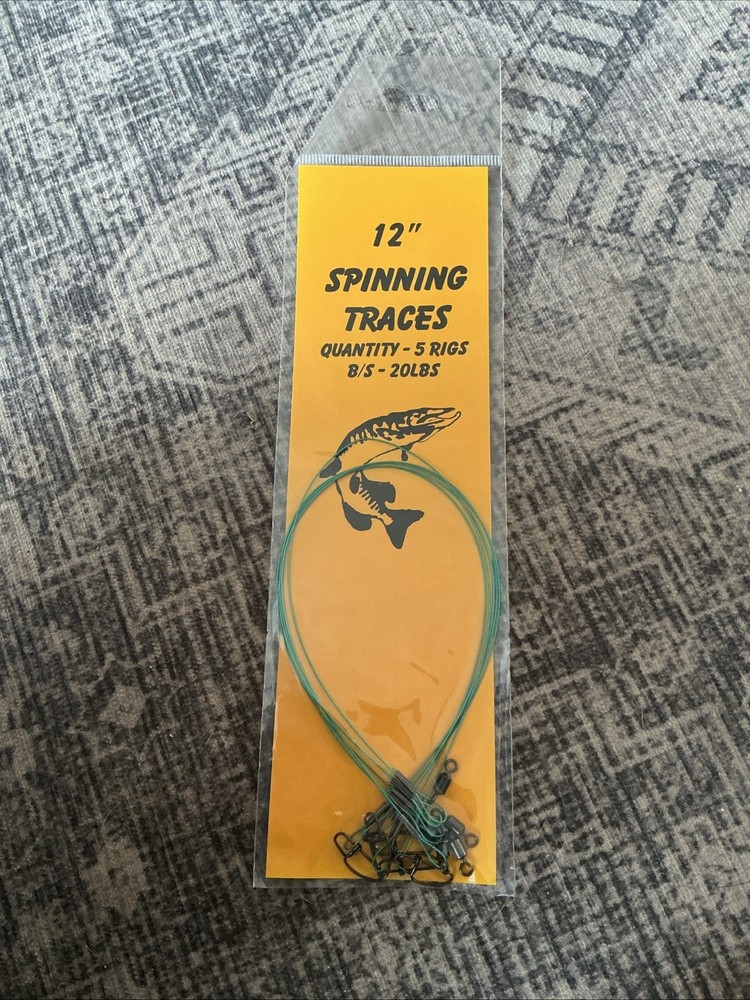 12"
SPINNING
TRACES
QUANTITY - 5 RIGS
B/S - 20LBS